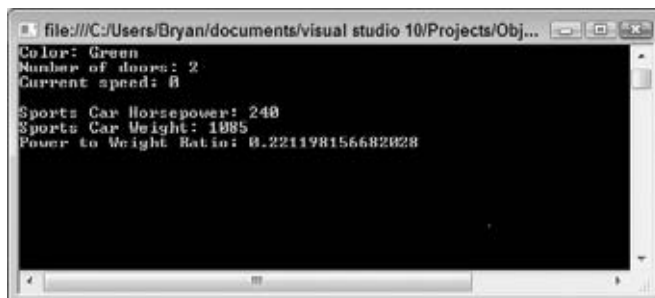 file:///C:/Users/Bryan/documents/visual studio 10/Projects/Obj...
Color: Green
Number of doors: 2
Current speed: 0
Sports Car Horsepower: 240
Sports Car Weight: 1085
Power to Weight Ratio: 0.221198156682028